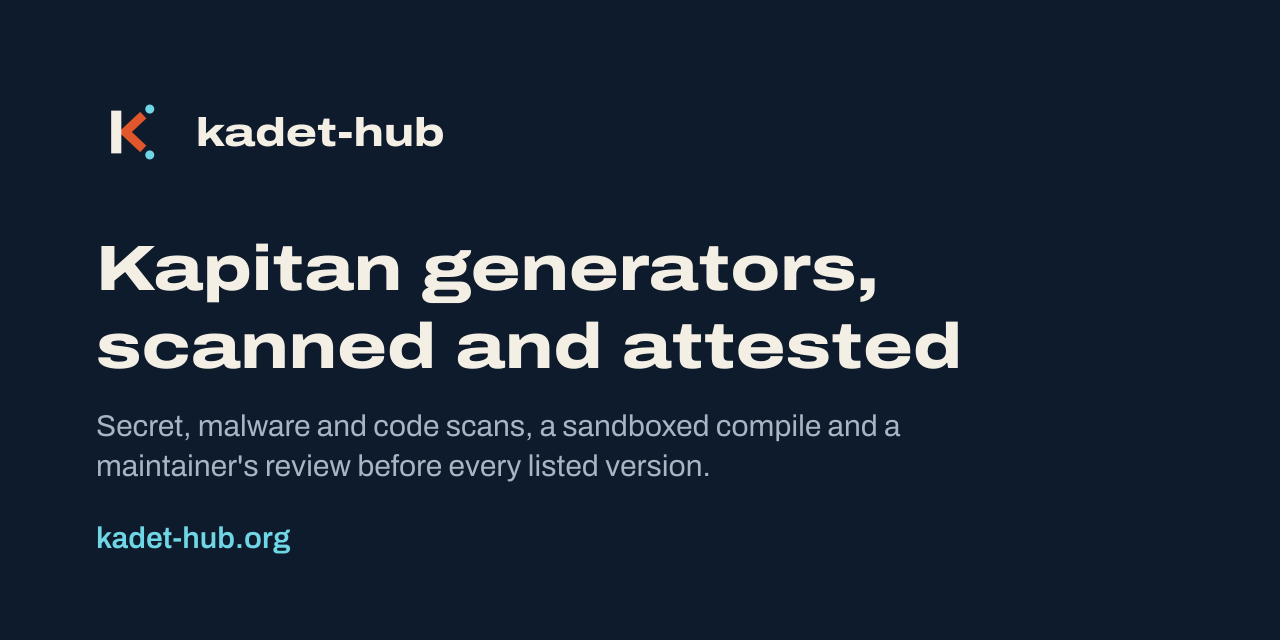 kadet-hub
Kapitan generators,
scanned and attested
Secret, malware and code scans, a sandboxed compile and a
maintainer's review before every listed version.
kadet-hub.org